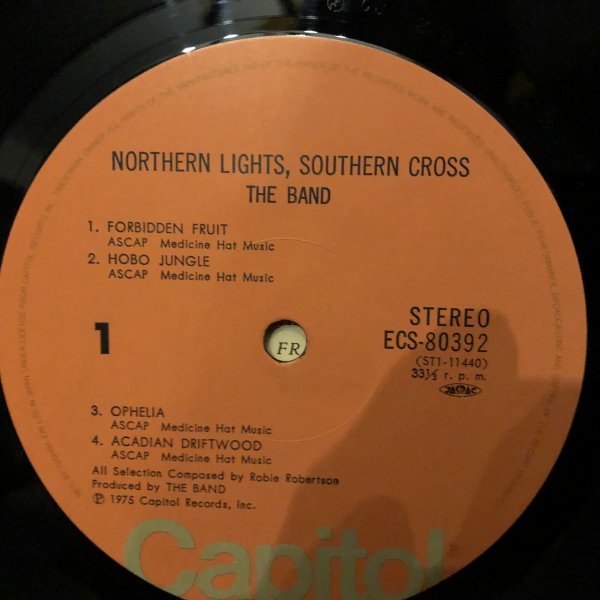 NORTHERN LIGHTS, SOUTHERN CROSS
THE BAND
1. FORBIDDEN FRUIT
ASCAP Medicine Hat Music
2. HOBO JUNGLE
ASCAP Medicine Hat Music
1
STEREO
ECS-80392
(ST1-11440)
33⅓ r. p. m.
JASRAC
FR
3. OPHELIA
ASCAP Medicine Hat Music
4. ACADIAN DRIFTWOOD
ASCAP Medicine Hat Music
All Selection Composed by Robie Robertson
Produced by THE BAND
℗ 1975 Capitol Records, Inc.
Capitol